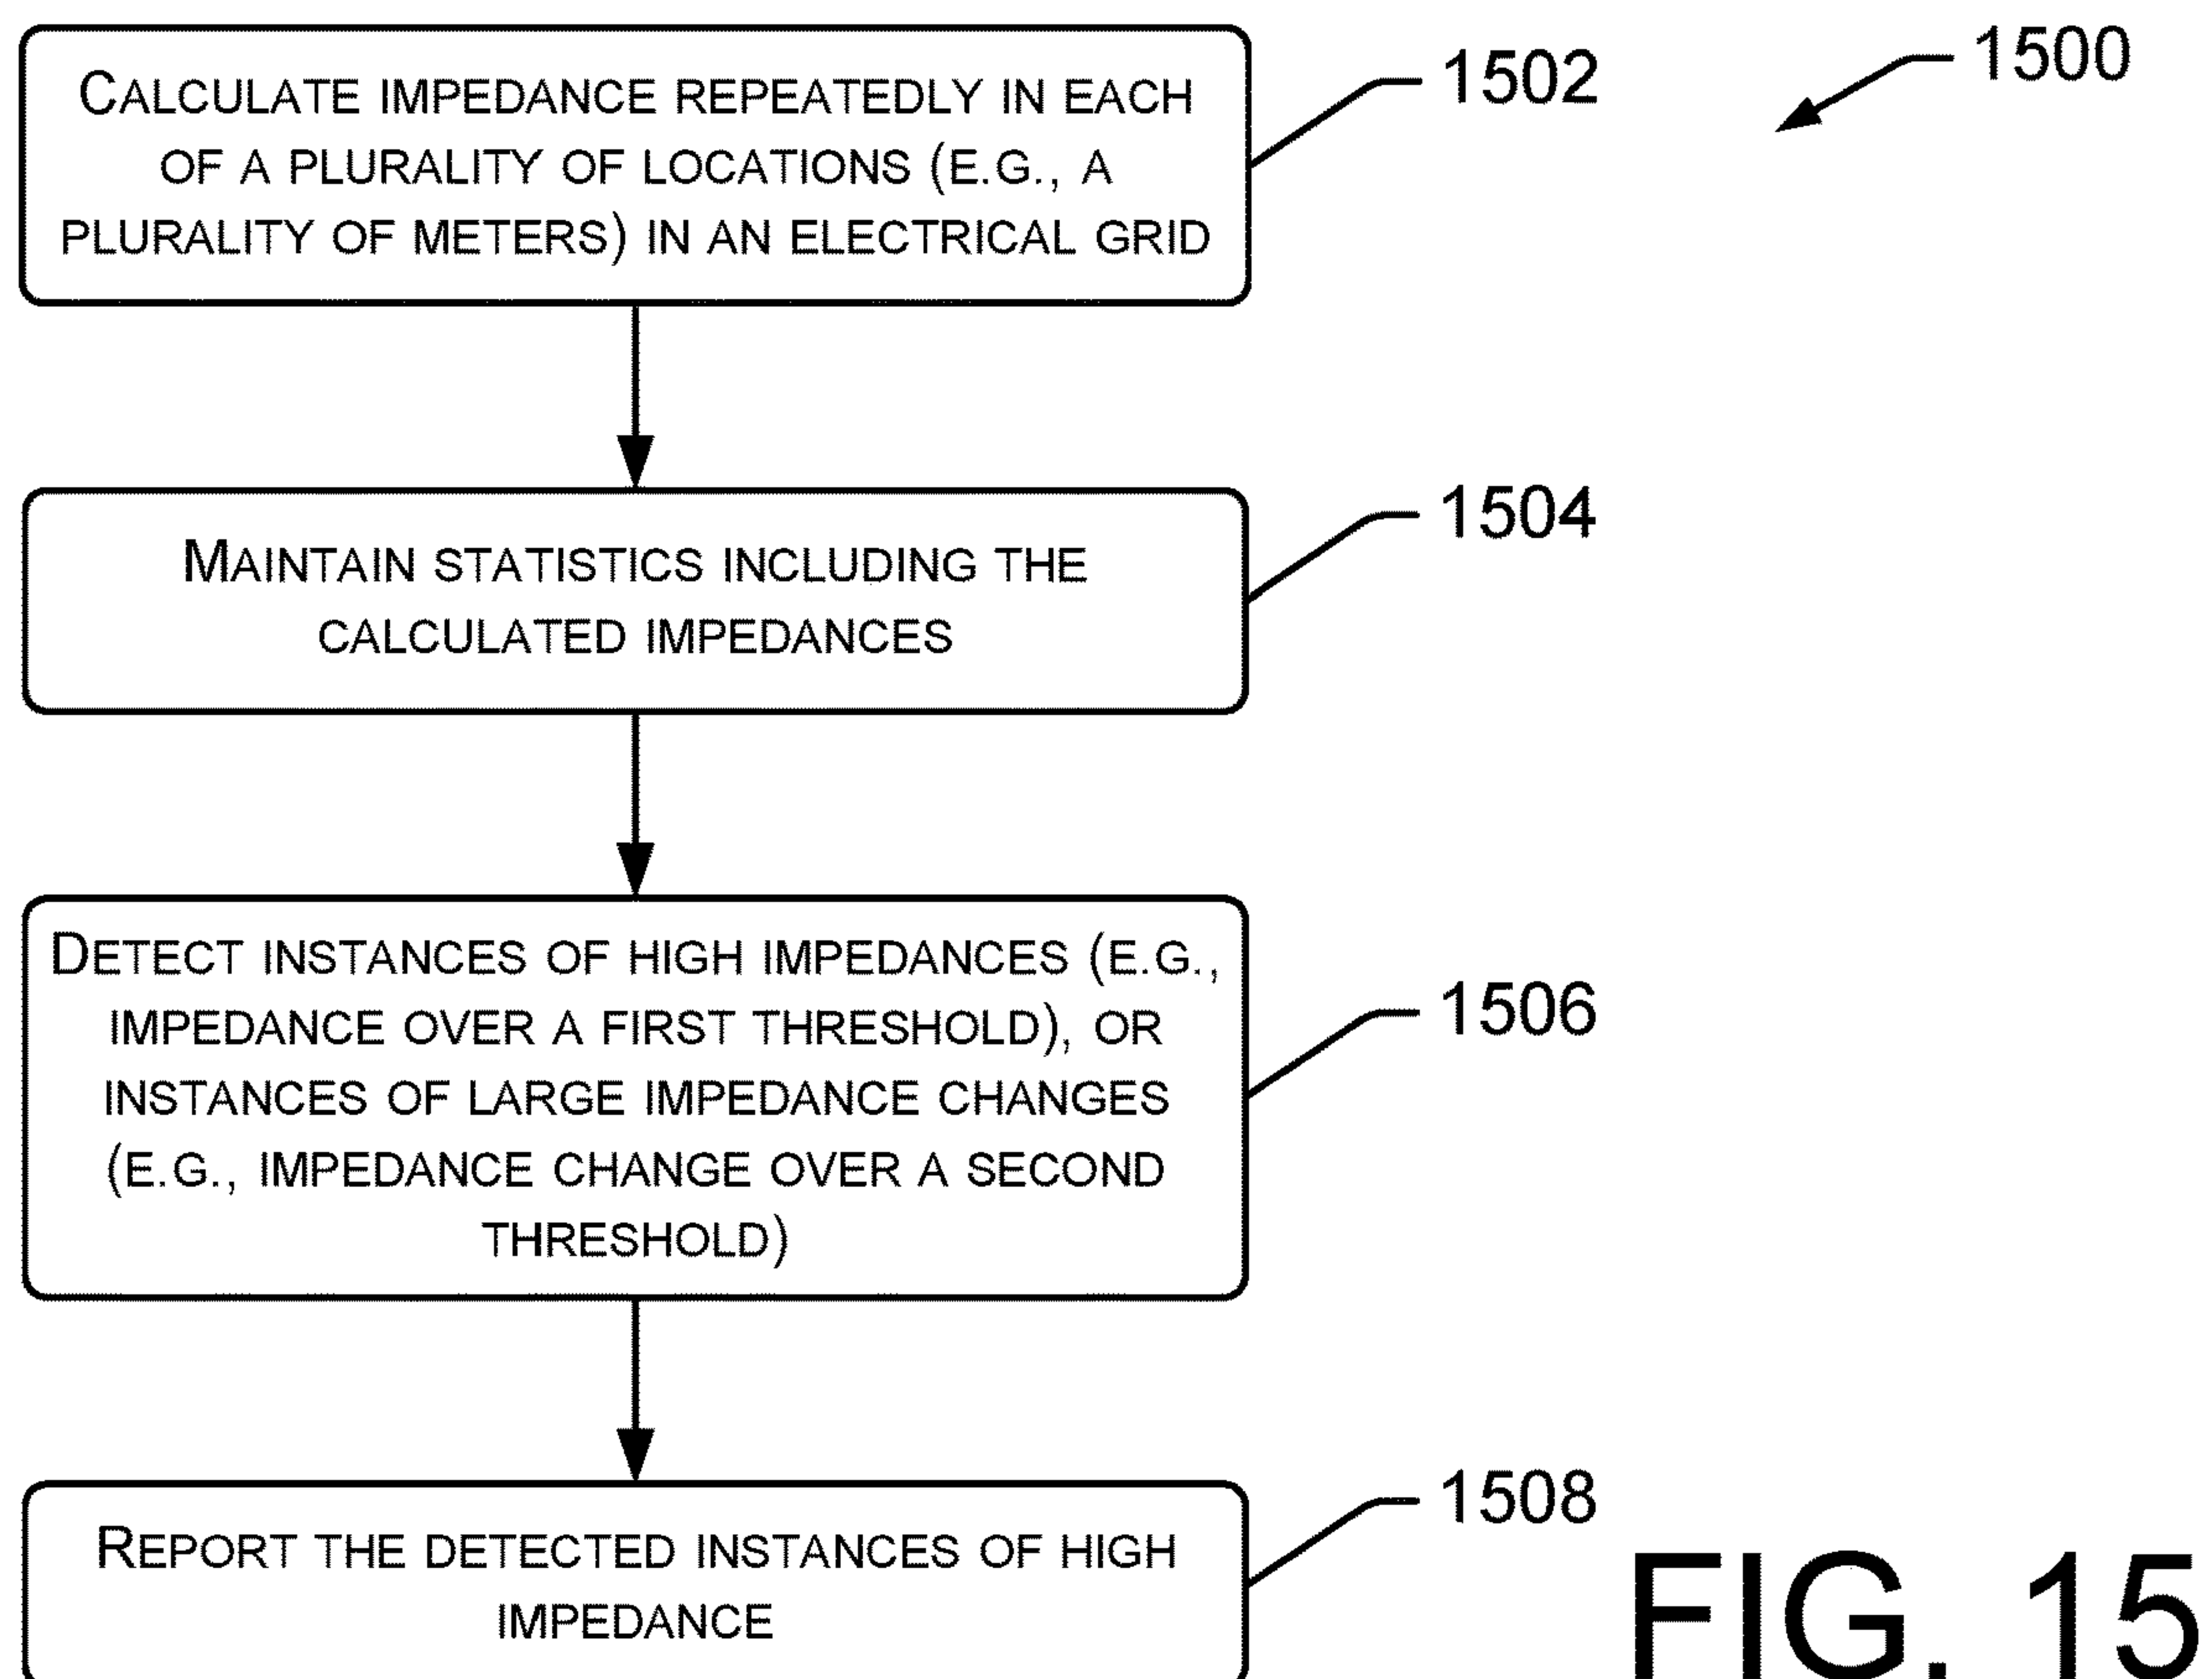 CALCULATE IMPEDANCE REPEATEDLY IN EACH
OF A PLURALITY OF LOCATIONS (E.G., A
PLURALITY OF METERS) IN AN ELECTRICAL GRID
1502
1500
MAINTAIN STATISTICS INCLUDING THE
CALCULATED IMPEDANCES
1504
DETECT INSTANCES OF HIGH IMPEDANCES (E.G.,
IMPEDANCE OVER A FIRST THRESHOLD), OR
INSTANCES OF LARGE IMPEDANCE CHANGES
(E.G., IMPEDANCE CHANGE OVER A SECOND
THRESHOLD)
1506
REPORT THE DETECTED INSTANCES OF HIGH
IMPEDANCE
1508
FIG. 15